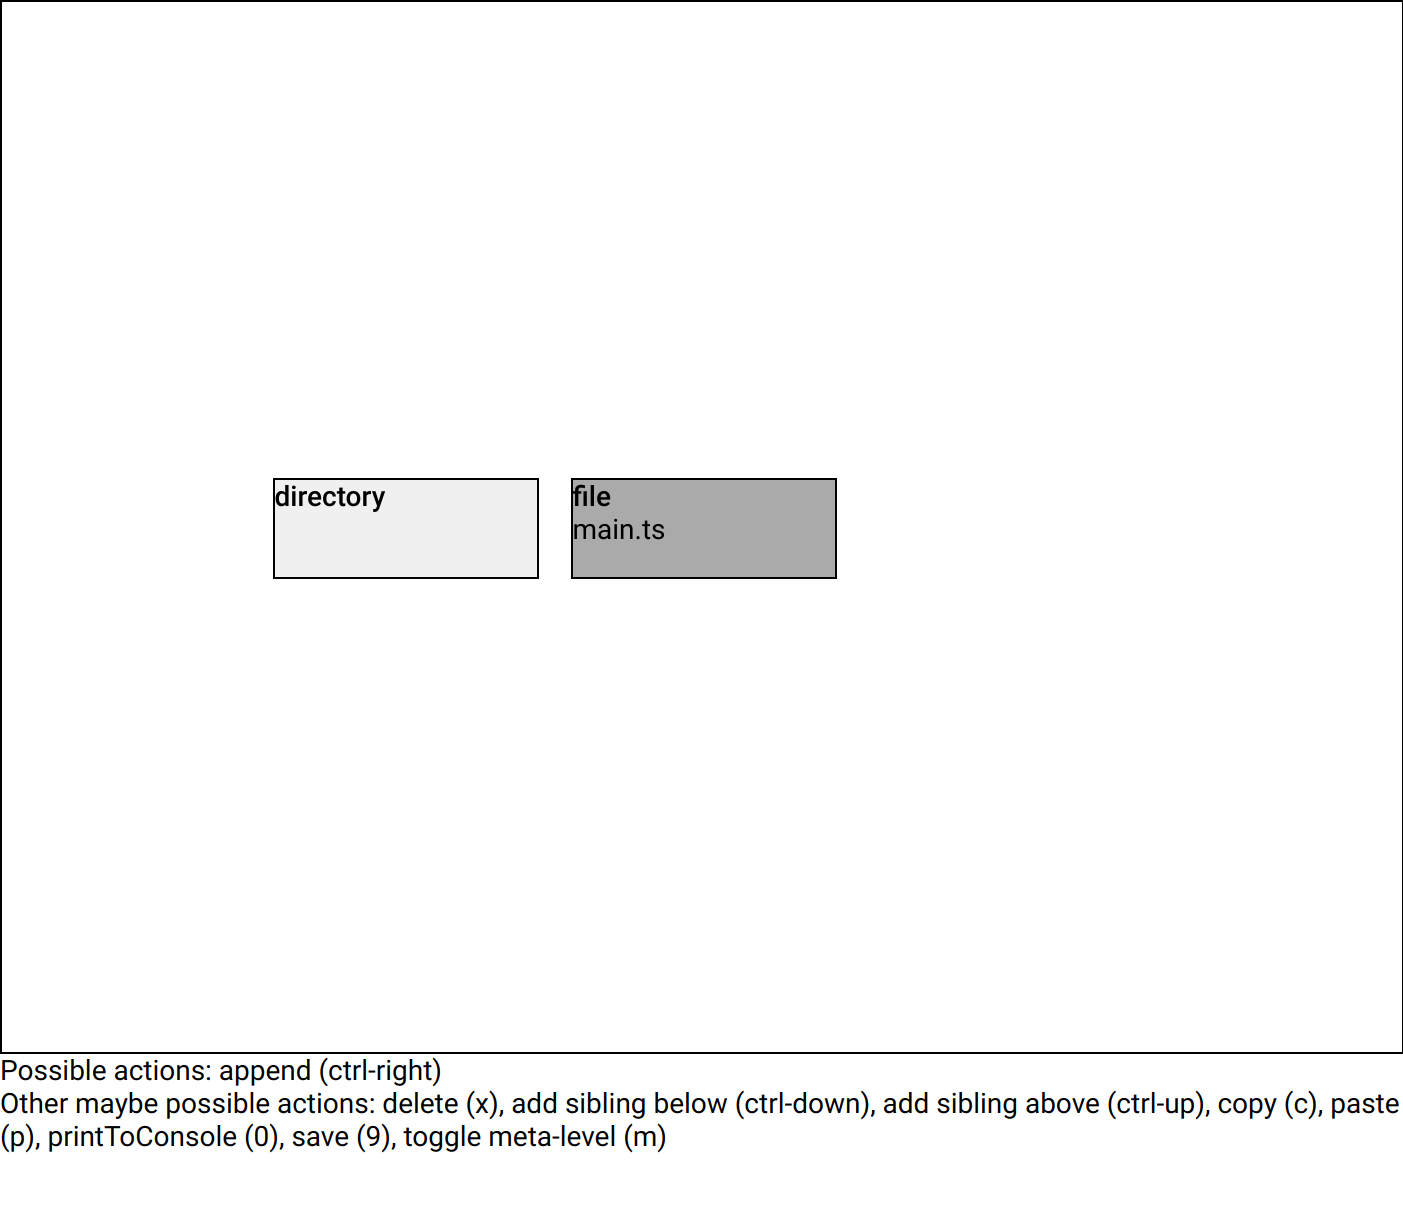 directory
file
main.ts
Possible actions: append (ctrl-right)
Other maybe possible actions: delete (x), add sibling below (ctrl-down), add sibling above (ctrl-up), copy (c), paste
(p), printToConsole (0), save (9), toggle meta-level (m)